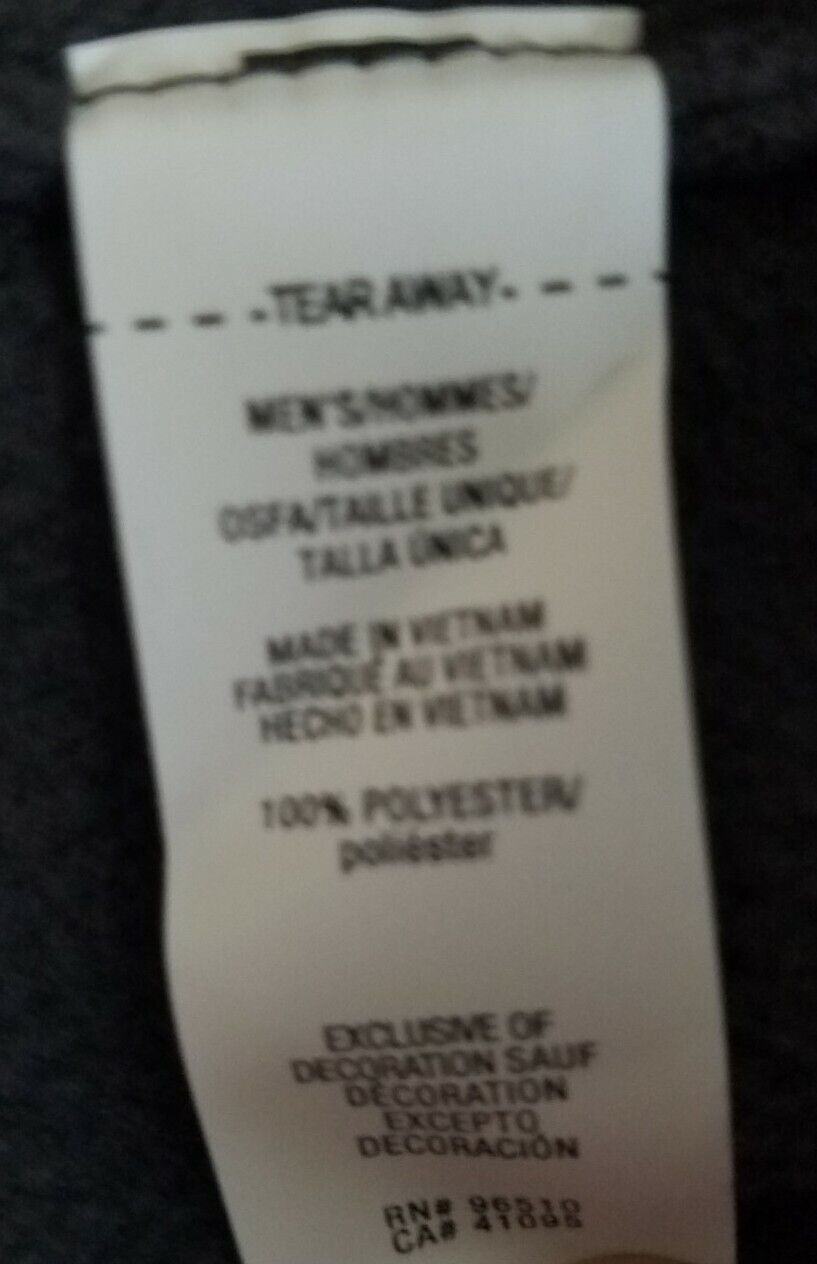 -TEAR AWAY-
MEN'S/HOMMES/
HOMBRES
OSFA/TAILLE UNIQUE/
TALLA ÚNICA
MADE IN VIETNAM
FABRIQUÉ AU VIETNAM
HECHO EN VIETNAM
100% POLYESTER/
poliéster
EXCLUSIVE OF
DECORATION SAUF
DÉCORATION
EXCEPTO
DECORACIÓN
RN# 96510
CA# 41095